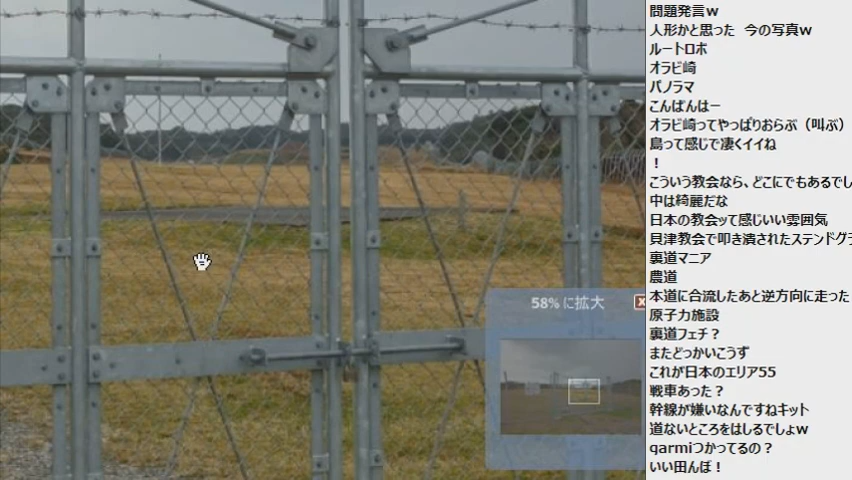 58% に拡大
問題発言ｗ
人形かと思った　今の写真ｗ
ルートロボ
オラビ崎
パノラマ
こんばんはー
オラビ崎ってやっぱりおらぶ（叫ぶ）
島って感じで凄くイイね
！
こういう教会なら、どこにでもあるでし
中は綺麗だな
日本の教会ッて感じいい雰囲気
貝津教会で叩き潰されたステンドグラ
裏道マニア
農道
本道に合流したあと逆方向に走った
原子力施設
裏道フェチ？
またどっかいこうず
これが日本のエリア55
戦車あった？
幹線が嫌いなんですねキット
道ないところをはしるでしょｗ
garmiつかってるの？
いい田んぼ！